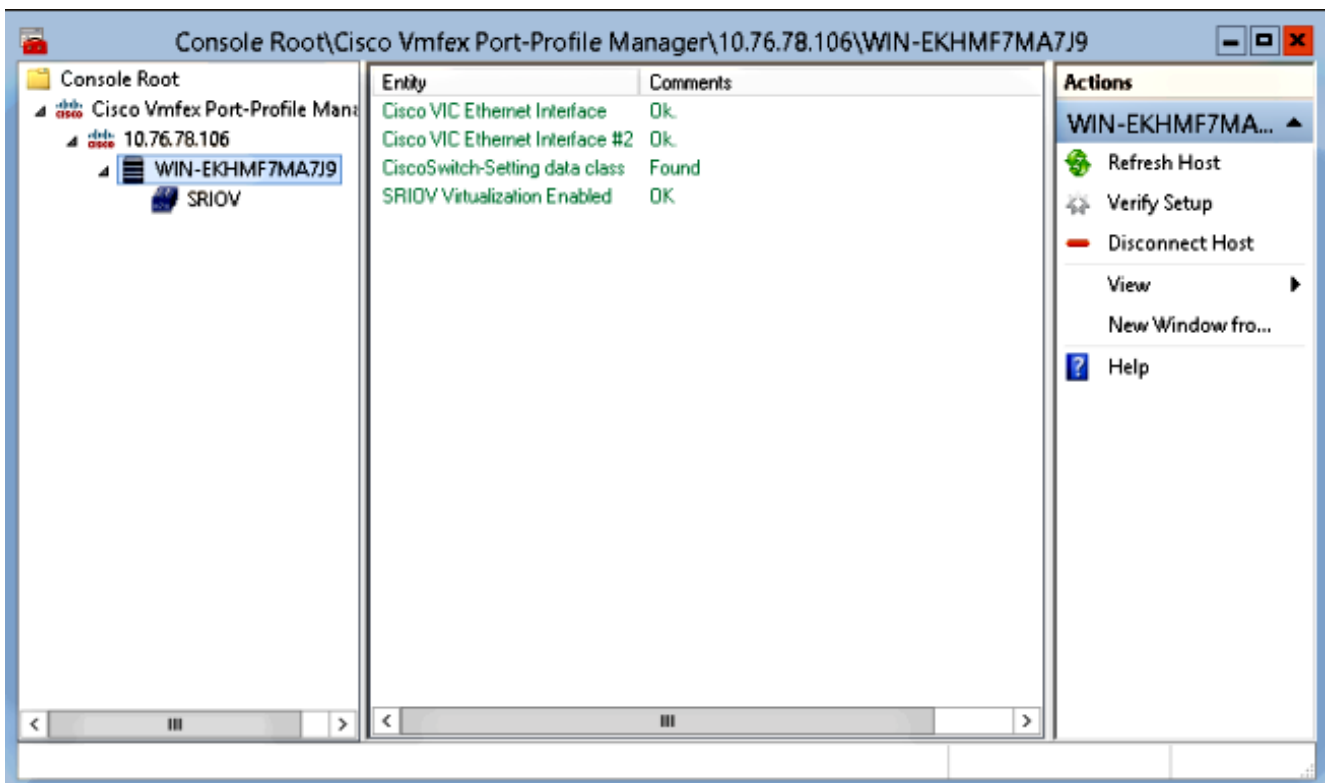 Console Root\Cisco Vmfex Port-Profile Manager\10.76.78.106\WIN-EKHMF7MA7J9
Console Root
Cisco Vmfex Port-Profile Mana
10.76.78.106
WIN-EKHMF7MA7J9
SRIOV
Entity Comments
Cisco VIC Ethernet Interface Ok.
Cisco VIC Ethernet Interface #2 Ok.
CiscoSwitch-Setting data class Found
SRIOV Virtualization Enabled OK
Actions
WIN-EKHMF7MA...
Refresh Host
Verify Setup
Disconnect Host
View
New Window fro...
Help